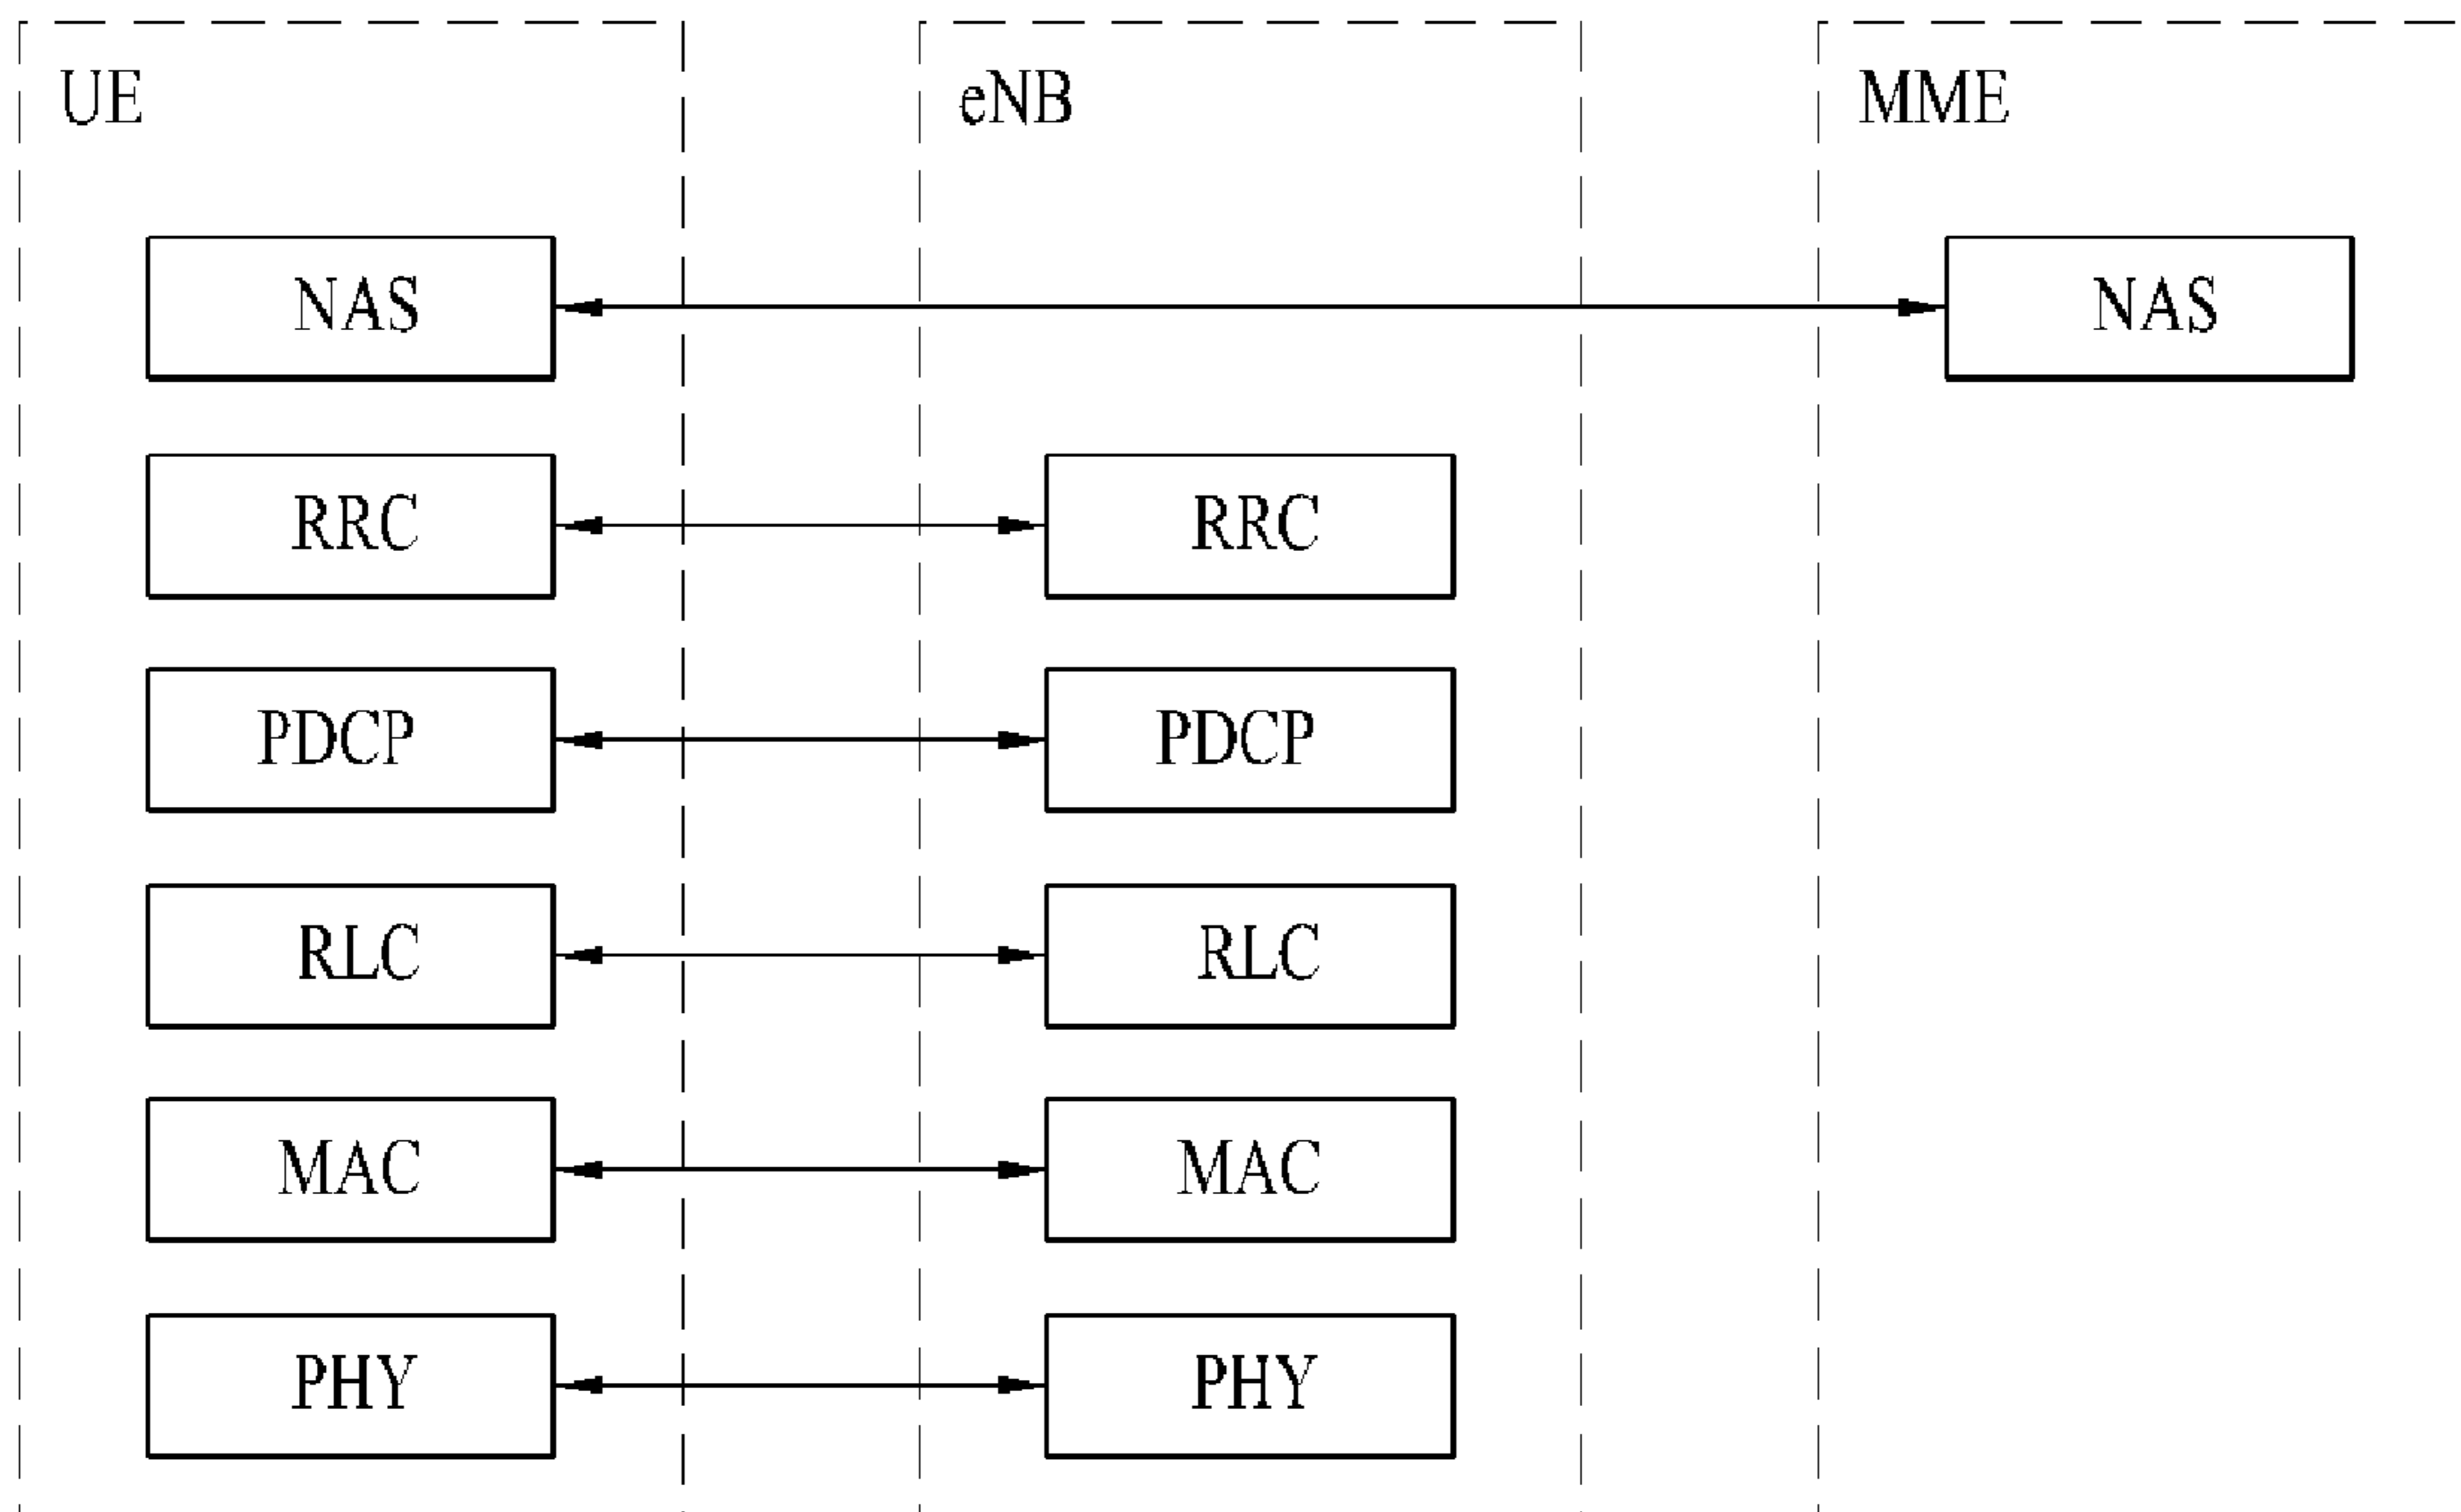 UE eNB MME
NAS NAS
RRC RRC
PDCP PDCP
RLC RLC
MAC MAC
PHY PHY